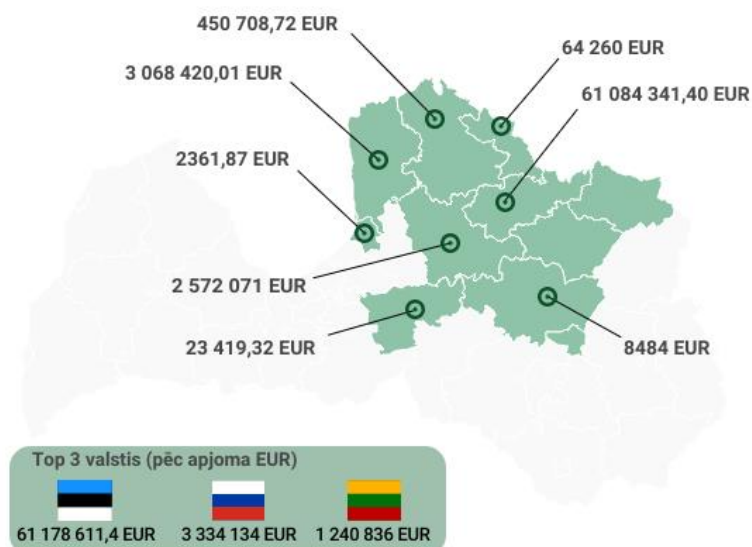 450 708,72 EUR
64 260 EUR
3 068 420,01 EUR
61 084 341,40 EUR
2361,87 EUR
2 572 071 EUR
23 419,32 EUR
8484 EUR
Top 3 valstis (pēc apjoma EUR)
61 178 611,4 EUR
3 334 134 EUR
1 240 836 EUR